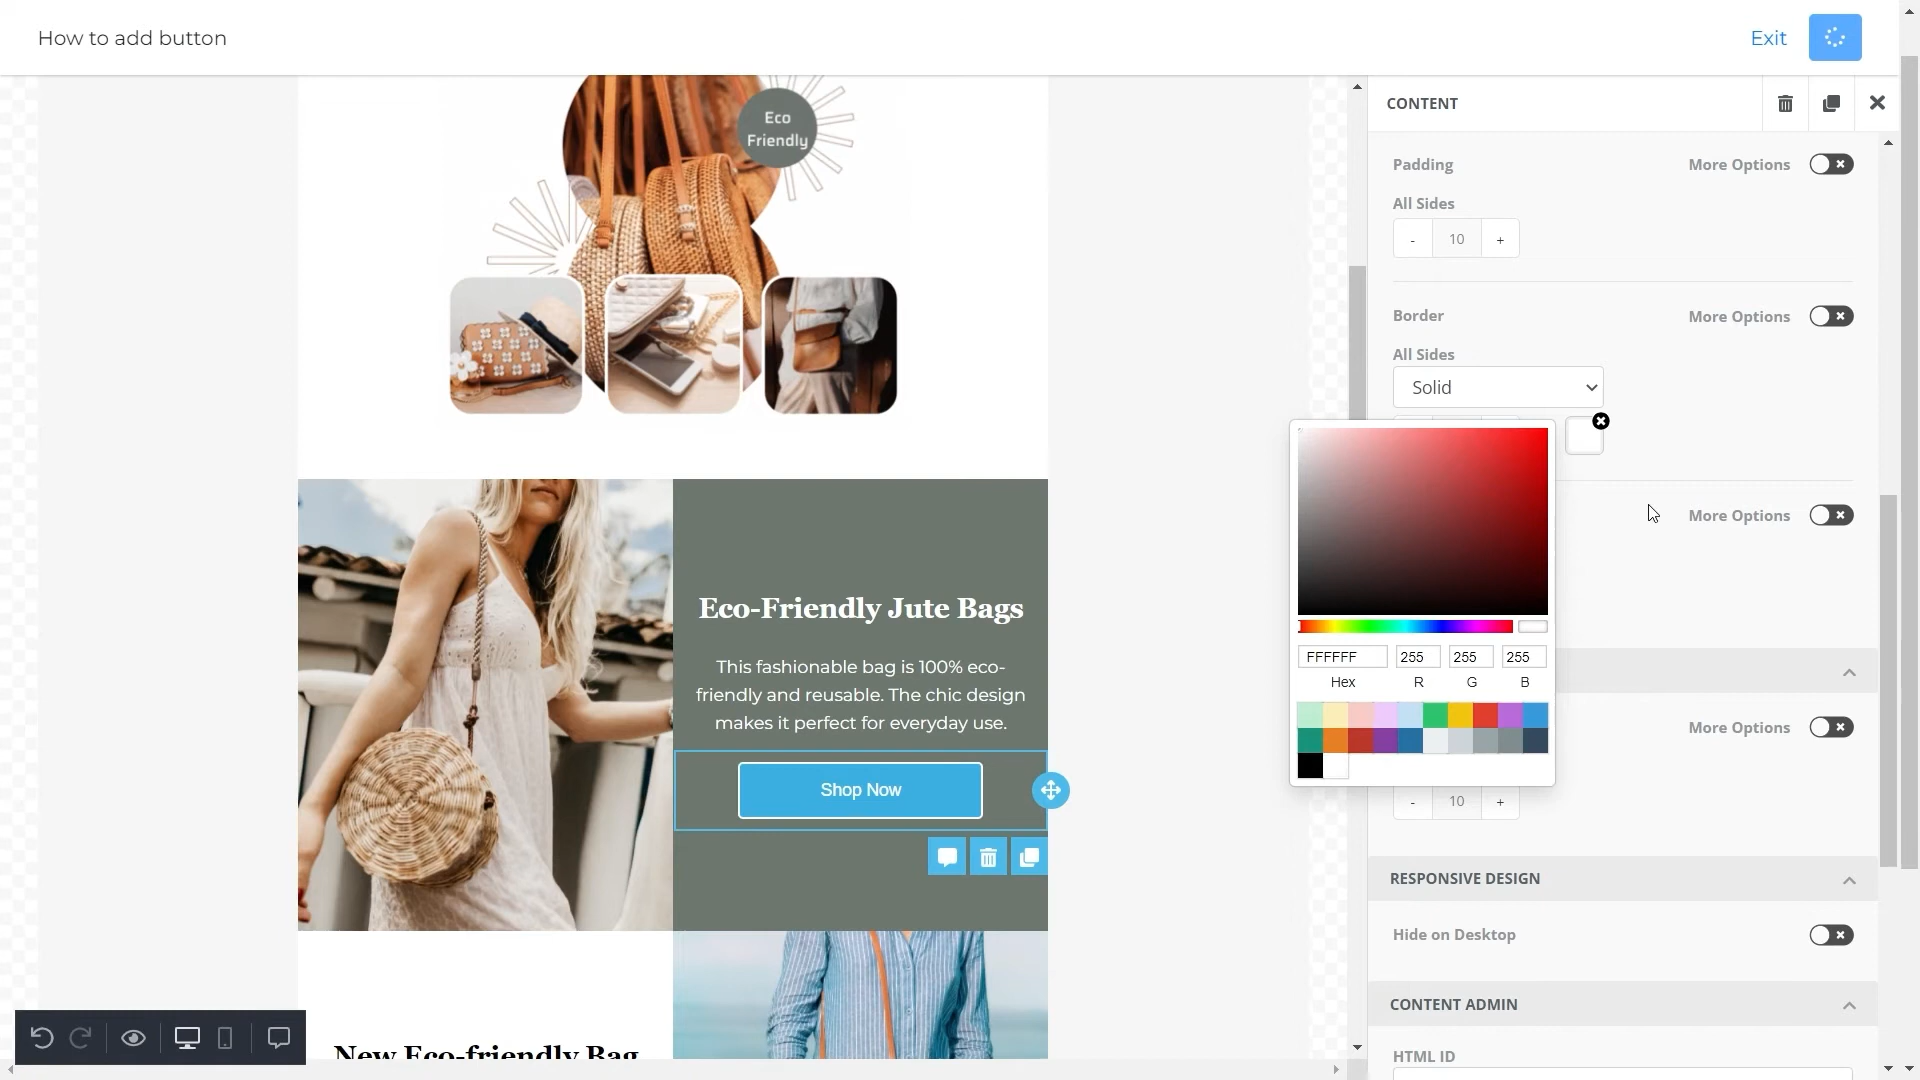 How to add button
Exit
CONTENT
Eco
Friendly
Padding
More Options
All Sides
- 10 +
Border
More Options
All Sides
Solid
More Options
FFFFFF 255 255 255
Hex R G B
More Options
- 10 +
Eco-Friendly Jute Bags
This fashionable bag is 100% eco-
friendly and reusable. The chic design
makes it perfect for everyday use.
Shop Now
RESPONSIVE DESIGN
Hide on Desktop
CONTENT ADMIN
HTML ID
New Eco-friendly Bag